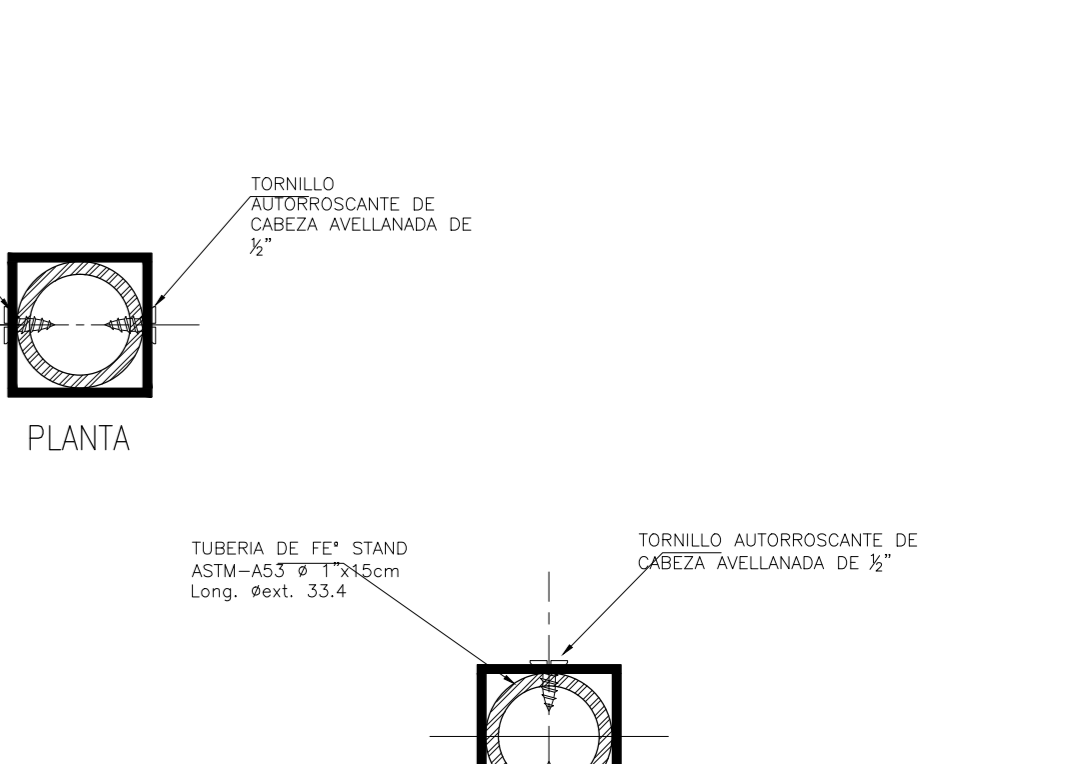 TORNILLO
AUTORROSCANTE DE
CABEZA AVELLANADA DE
½"
PLANTA
TUBERIA DE FEº STAND
ASTM-A53 ø 1"x15cm
Long. Øext. 33.4
TORNILLO AUTORROSCANTE DE
CABEZA AVELLANADA DE ½"